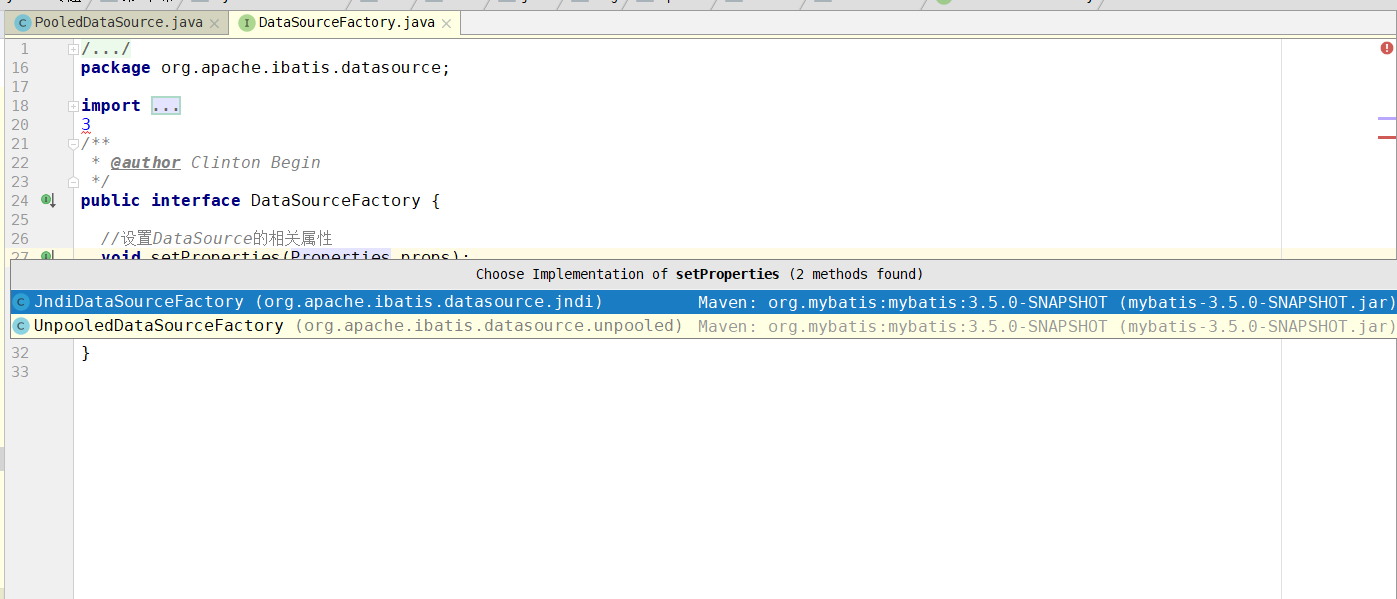 PooledDataSource.java
DataSourceFactory.java
1 /.../
16 package org.apache.ibatis.datasource;
17
18 import ...
20 3
21 /**
22 * @author Clinton Begin
23 */
24 public interface DataSourceFactory {
25
26 //设置DataSource的相关属性
27 void setProperties(Properties props);
Choose Implementation of setProperties (2 methods found)
JndiDataSourceFactory (org.apache.ibatis.datasource.jndi) Maven: org.mybatis:mybatis:3.5.0-SNAPSHOT (mybatis-3.5.0-SNAPSHOT.jar)
UnpooledDataSourceFactory (org.apache.ibatis.datasource.unpooled) Maven: org.mybatis:mybatis:3.5.0-SNAPSHOT (mybatis-3.5.0-SNAPSHOT.jar)
32 }
33